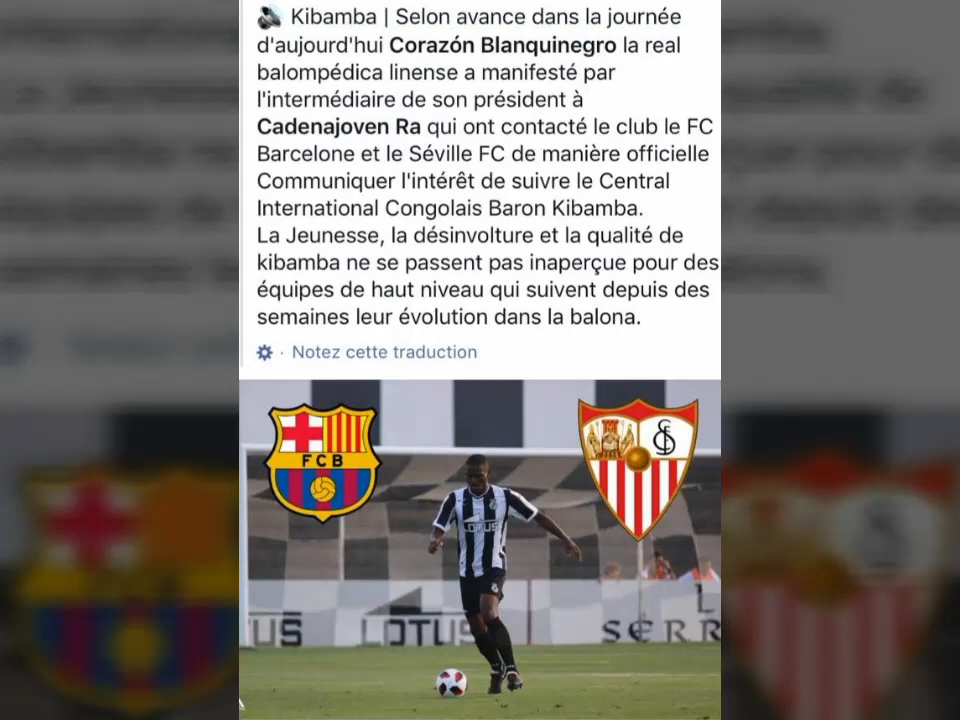 Kibamba | Selon avance dans la journée
d'aujourd'hui Corazón Blanquinegro la real
balompédica linense a manifesté par
l'intermédiaire de son président à
Cadenajoven Ra qui ont contacté le club le FC
Barcelone et le Séville FC de manière officielle
Communiquer l'intérêt de suivre le Central
International Congolais Baron Kibamba.
La Jeunesse, la désinvolture et la qualité de
kibamba ne se passent pas inaperçue pour des
équipes de haut niveau qui suivent depuis des
semaines leur évolution dans la balona.
· Notez cette traduction
FCB
LOTUS
TUS LOTUS SERR